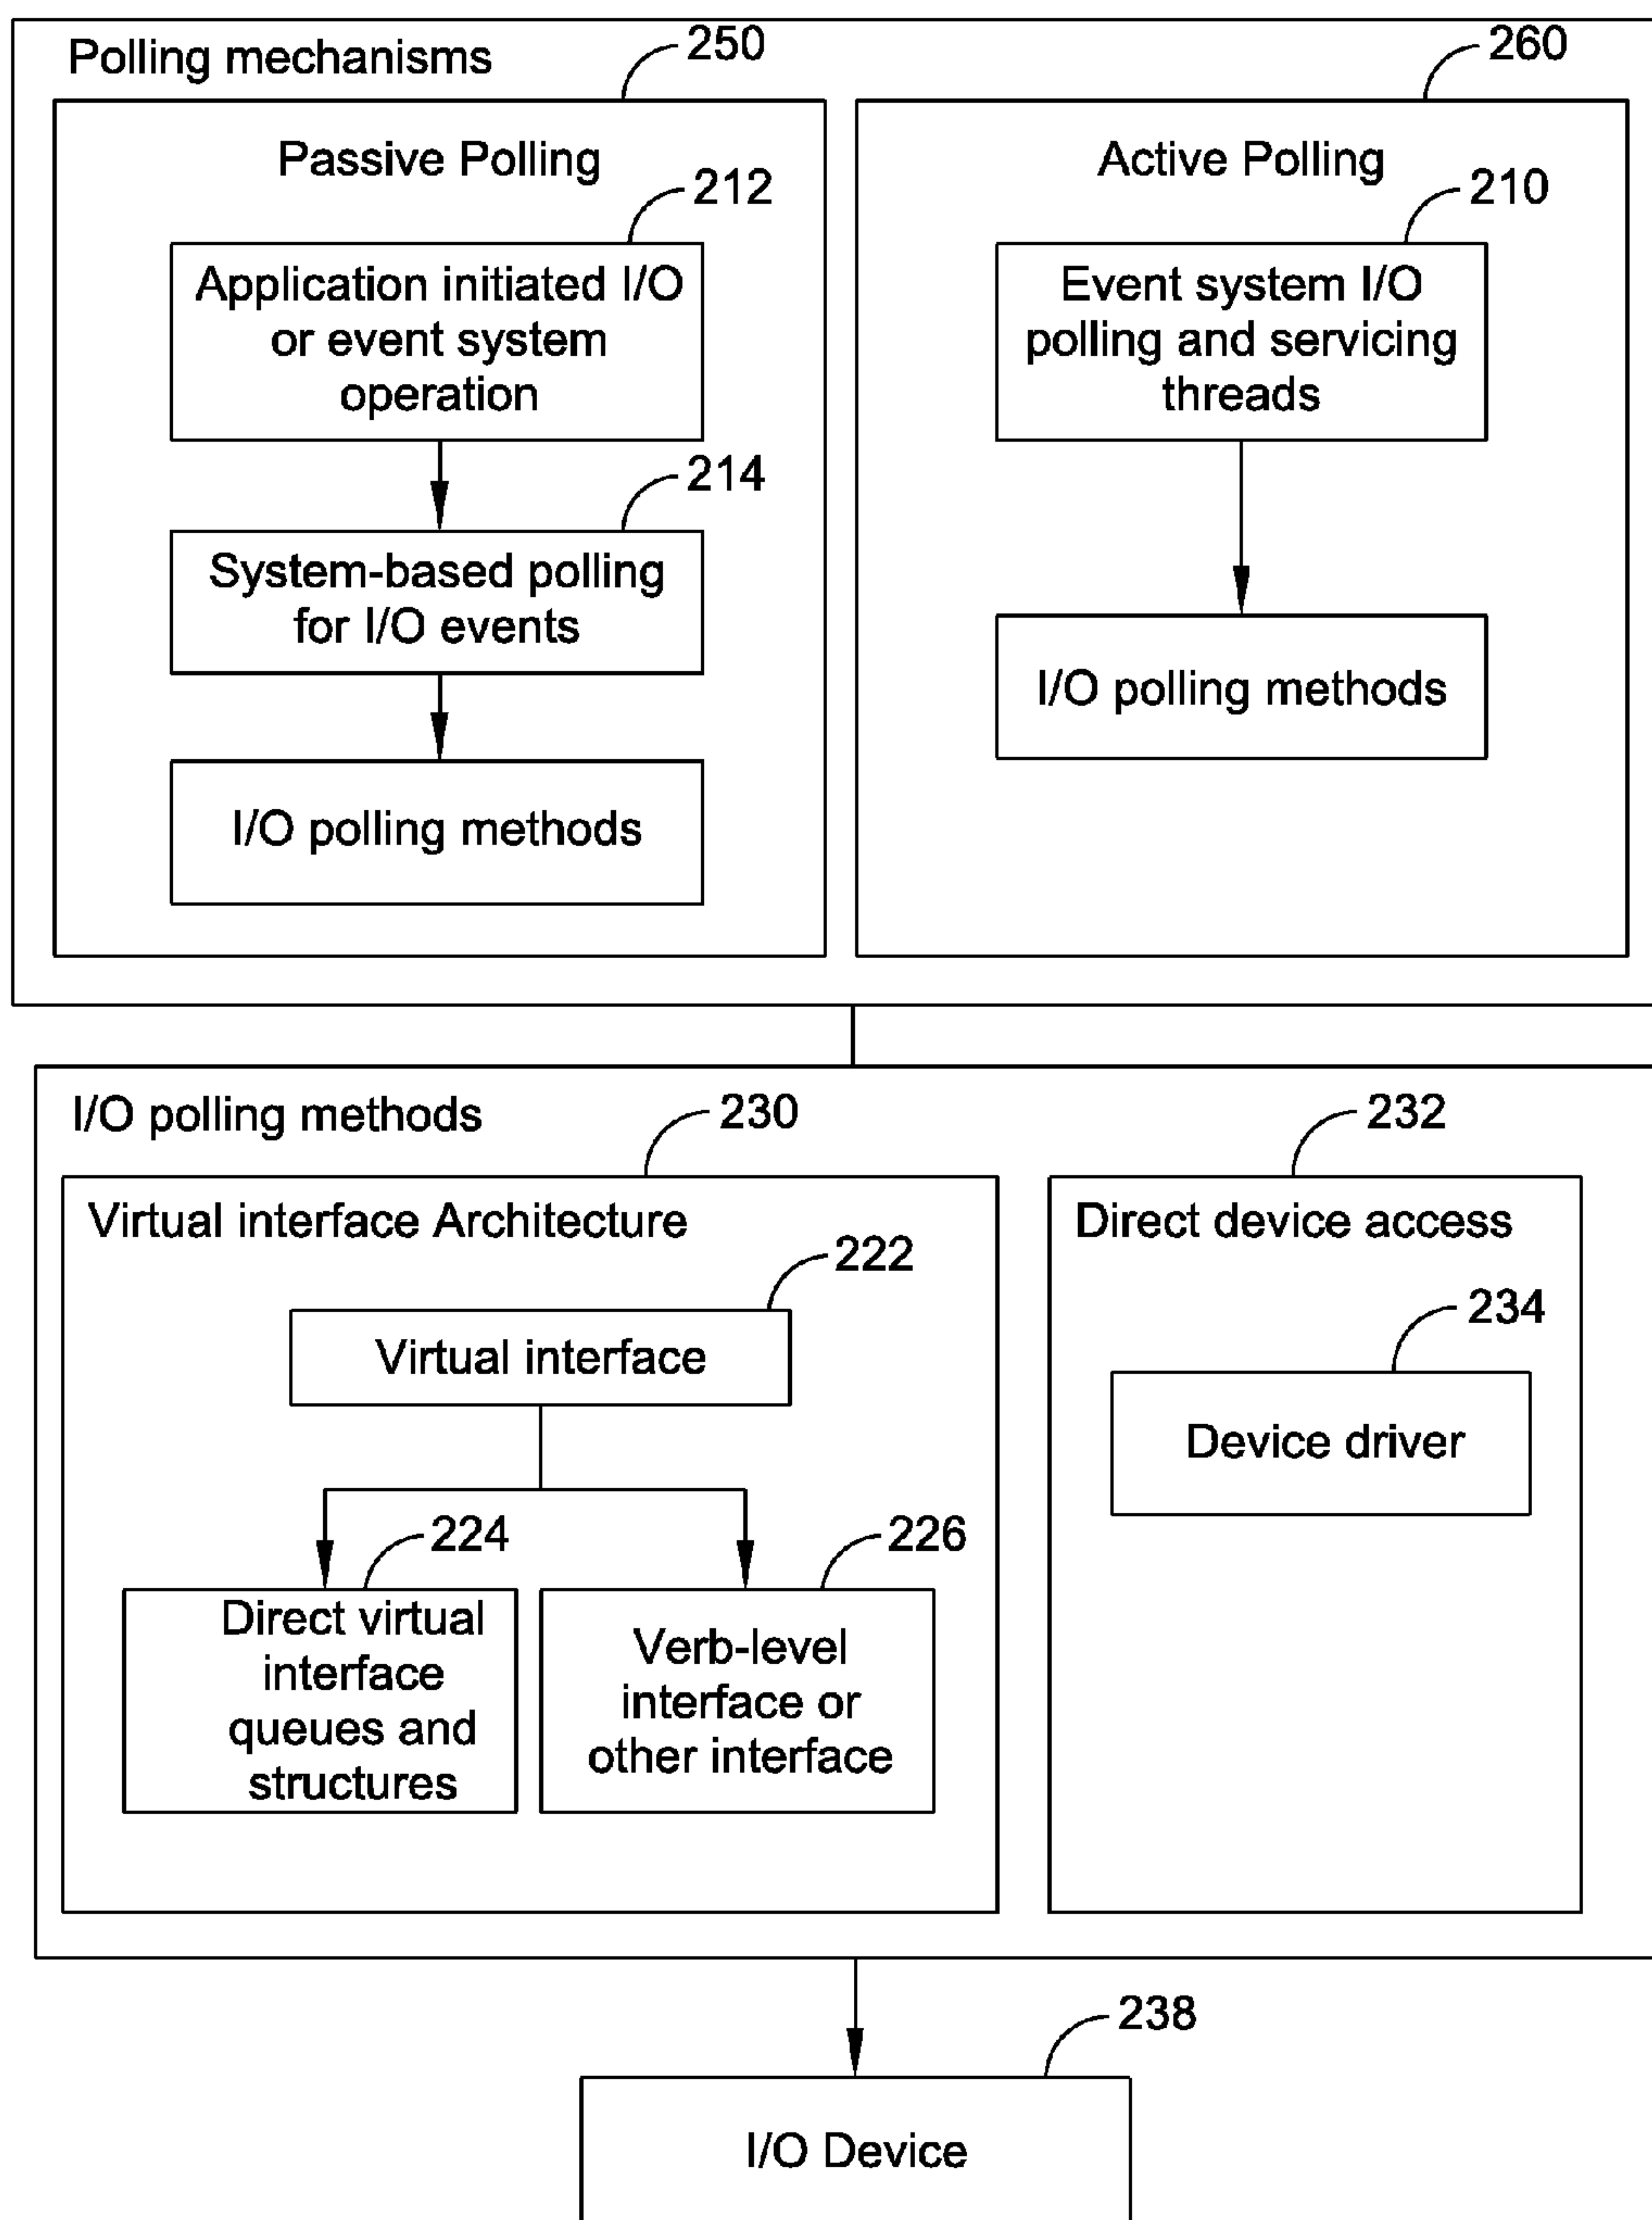 Polling mechanisms
250
260
Passive Polling
Active Polling
212
210
Application initiated I/O
or event system
operation
Event system I/O
polling and servicing
threads
214
System-based polling
for I/O events
I/O polling methods
I/O polling methods
I/O polling methods
230
232
Virtual interface Architecture
Direct device access
222
234
Virtual interface
Device driver
224
226
Direct virtual
interface
queues and
structures
Verb-level
interface or
other interface
238
I/O Device